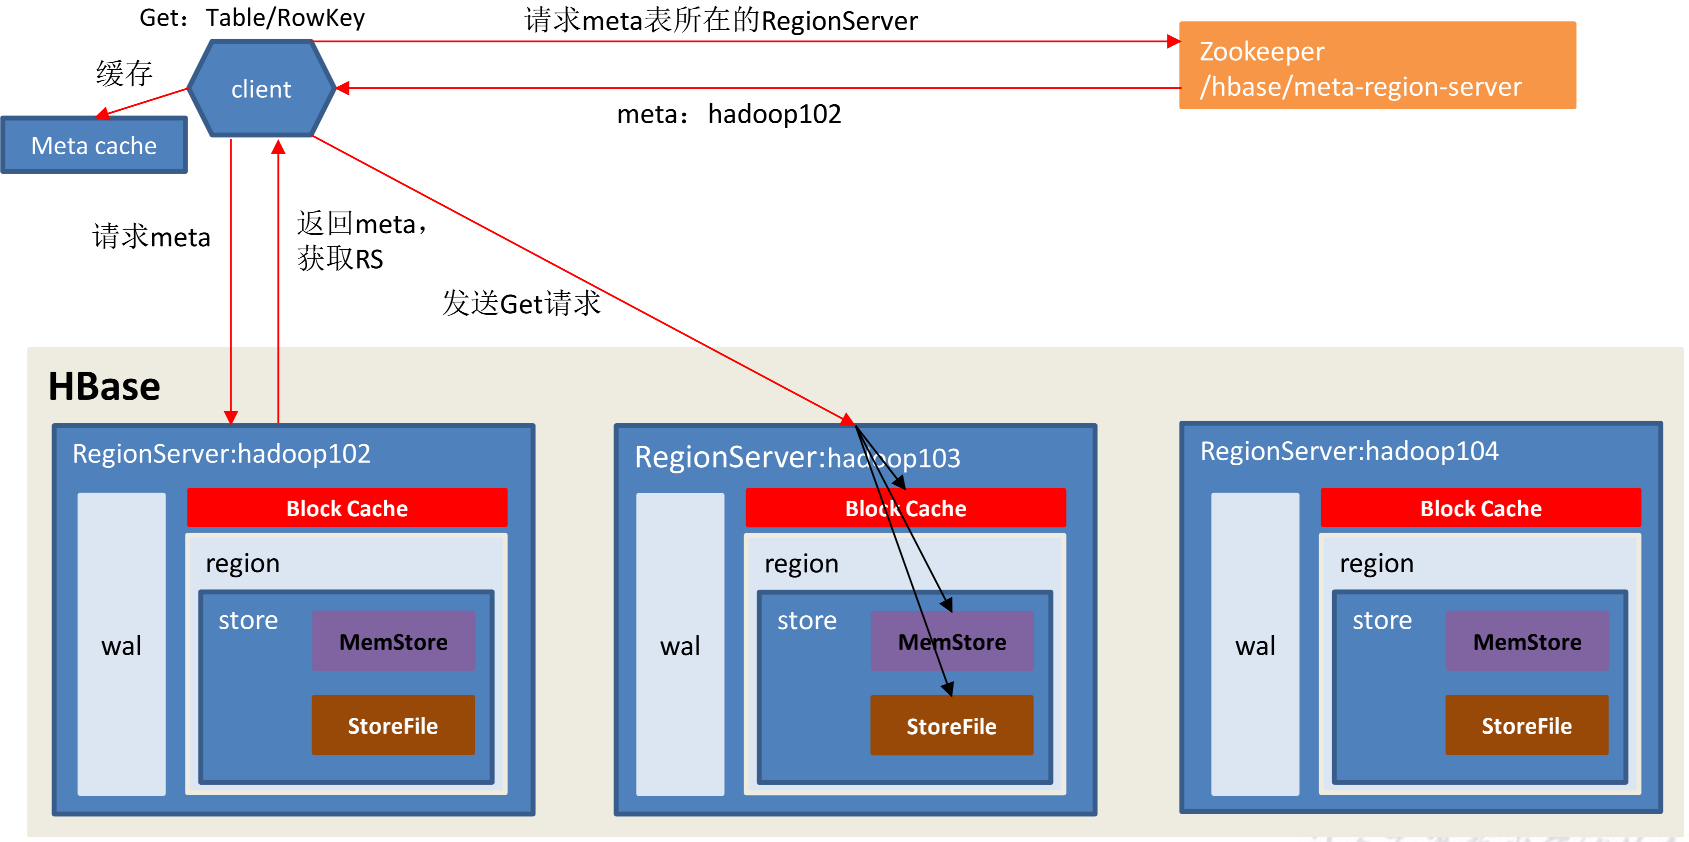 Get：Table/RowKey
请求meta表所在的RegionServer
缓存
client
Zookeeper
/hbase/meta-region-server
meta：hadoop102
Meta cache
请求meta
返回meta，
获取RS
发送Get请求
HBase
RegionServer:hadoop102
Block Cache
region
store
wal
MemStore
StoreFile
RegionServer:hadoop103
Block Cache
region
store
wal
MemStore
StoreFile
RegionServer:hadoop104
Block Cache
region
store
wal
MemStore
StoreFile